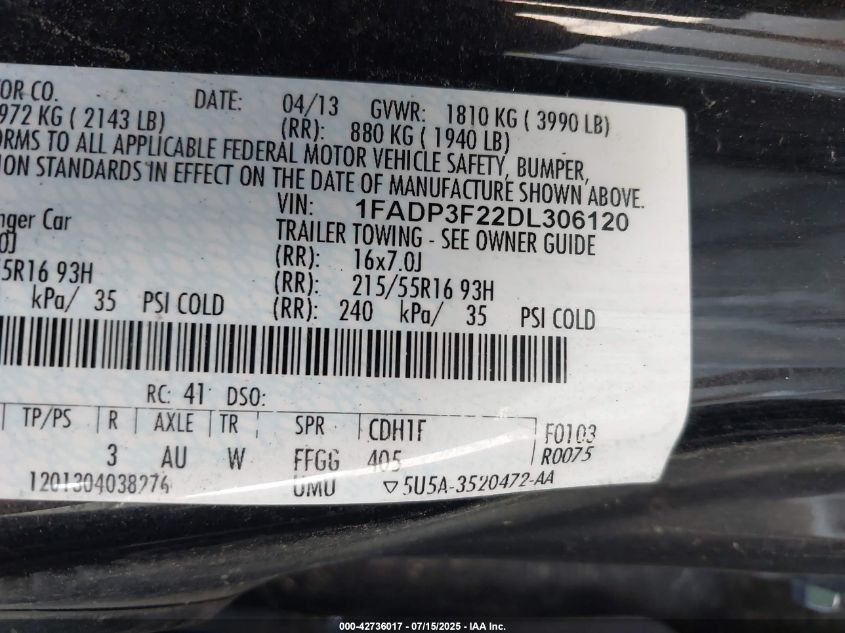 TOR CO.
DATE: 04/13 GVWR: 1810 KG ( 3990 LB)
972 KG ( 2143 LB) (RR): 880 KG ( 1940 LB)
ORMS TO ALL APPLICABLE FEDERAL MOTOR VEHICLE SAFETY, BUMPER,
ION STANDARDS IN EFFECT ON THE DATE OF MANUFACTURE SHOWN ABOVE.
VIN: 1FADP3F22DL306120
nger Car TRAILER TOWING - SEE OWNER GUIDE
0J (RR): 16x7.0J
5R16 93H (RR): 215/55R16 93H
kPa/ 35 PSI COLD (RR): 240 kPa/ 35 PSI COLD
RC: 41 DSO:
TP/PS R AXLE TR SPR CDH1F F0103
3 AU W FFGG 405 R0075
1201304038276 UMU ▽5U5A-3520472-AA
000-42736017 - 07/15/2025 - IAA Inc.